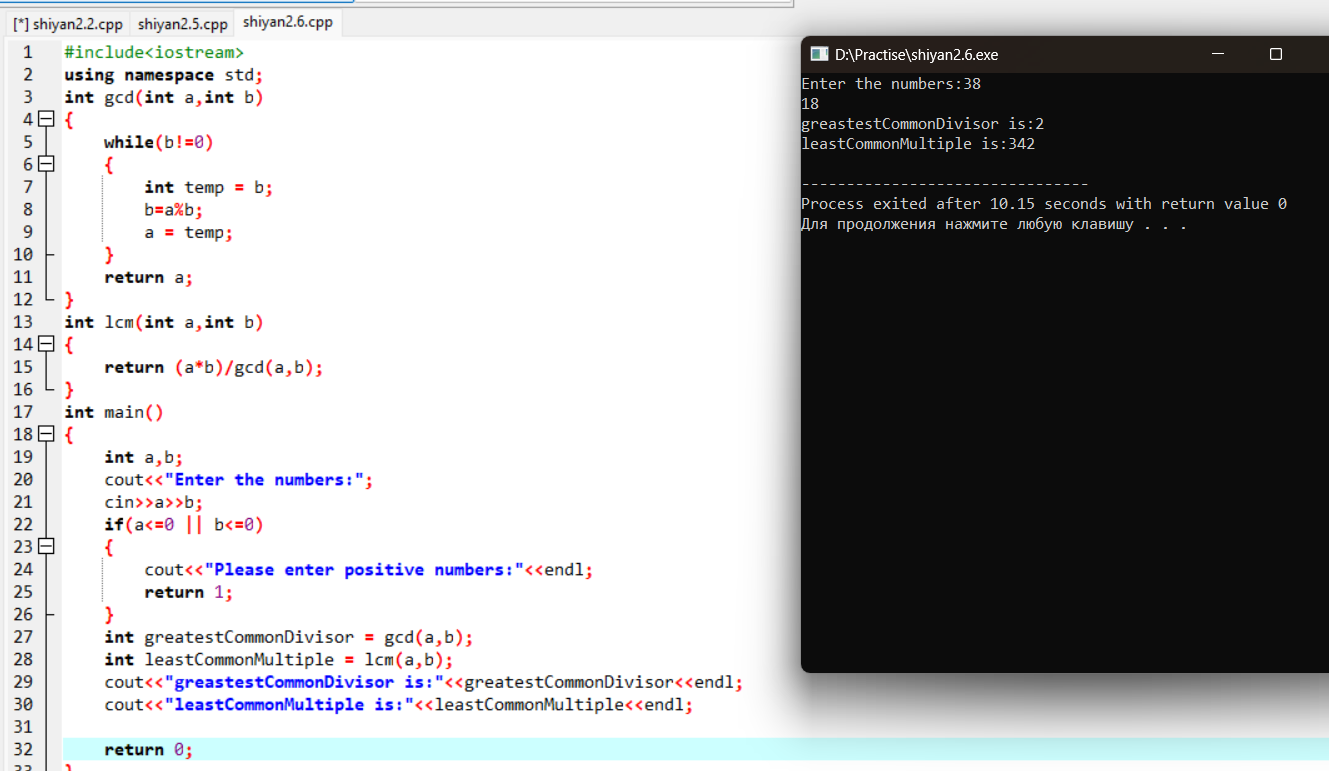 [*] shiyan2.2.cpp shiyan2.5.cpp shiyan2.6.cpp
1 #include<iostream>
2 using namespace std;
3 int gcd(int a,int b)
4 {
5 while(b!=0)
6 {
7 int temp = b;
8 b=a%b;
9 a = temp;
10 }
11 return a;
12 }
13 int lcm(int a,int b)
14 {
15 return (a*b)/gcd(a,b);
16 }
17 int main()
18 {
19 int a,b;
20 cout<<"Enter the numbers:";
21 cin>>a>>b;
22 if(a<=0 || b<=0)
23 {
24 cout<<"Please enter positive numbers:"<<endl;
25 return 1;
26 }
27 int greatestCommonDivisor = gcd(a,b);
28 int leastCommonMultiple = lcm(a,b);
29 cout<<"greastestCommonDivisor is:"<<greatestCommonDivisor<<endl;
30 cout<<"leastCommonMultiple is:"<<leastCommonMultiple<<endl;
31
32 return 0;
33 }
D:\Practise\shiyan2.6.exe
Enter the numbers:38
18
greastestCommonDivisor is:2
leastCommonMultiple is:342
--------------------------------
Process exited after 10.15 seconds with return value 0
Для продолжения нажмите любую клавишу . . .